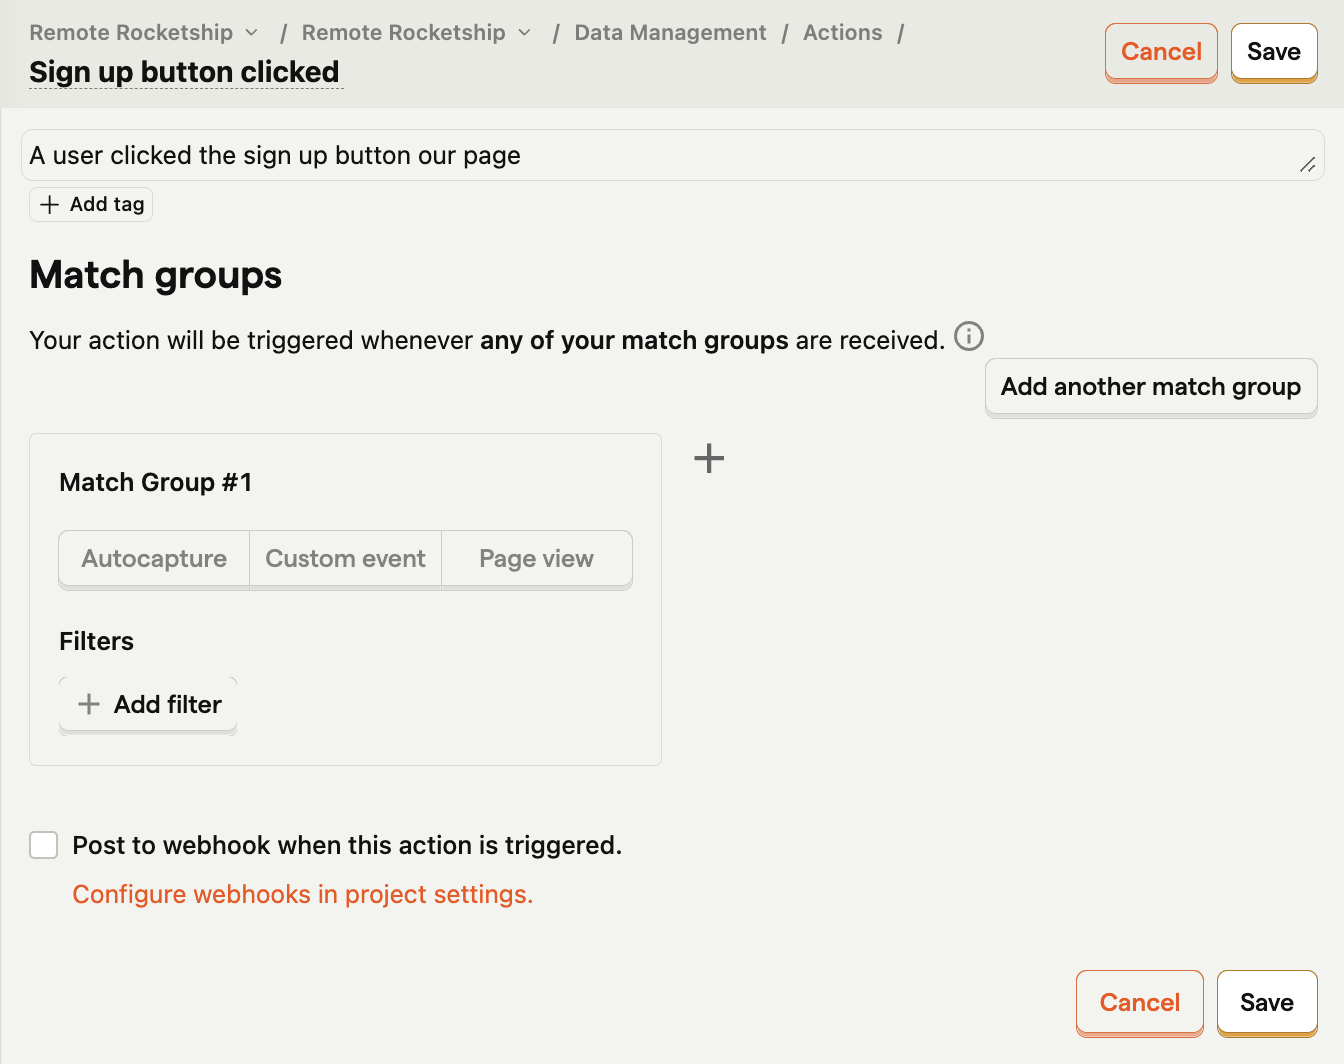 Remote Rocketship / Remote Rocketship / Data Management / Actions /
Sign up button clicked
Cancel
Save
A user clicked the sign up button our page
Add tag
Match groups
Your action will be triggered whenever any of your match groups are received.
Add another match group
Match Group #1
Autocapture
Custom event
Page view
Filters
Add filter
Post to webhook when this action is triggered.
Configure webhooks in project settings.
Cancel
Save